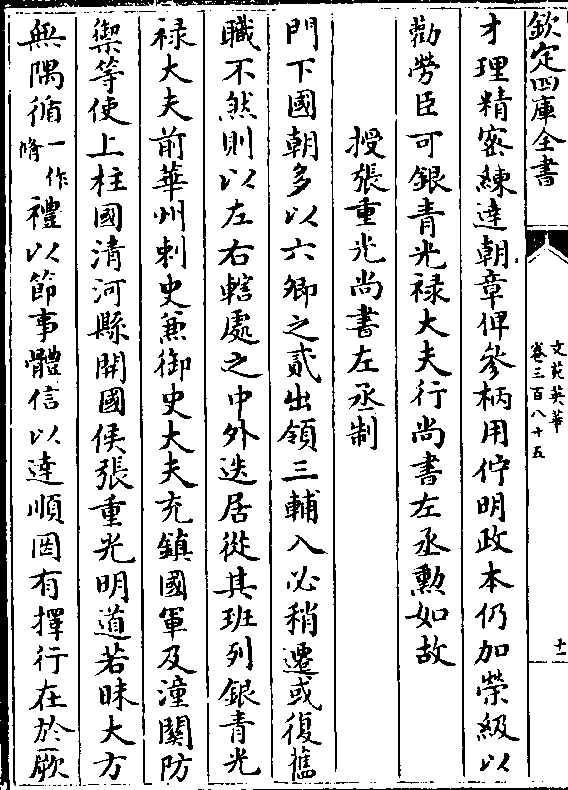 欽定四庫全書
文苑英華
卷三百八十五
十一
才理精密練達朝章俾參柄用佇明政本仍加榮級以
勸勞臣可銀青光祿大夫行尚書左丞勲如故
授張重光尚書左丞制
門下國朝多以六卿之貳出領三輔入必稍遷或復舊
職不然則以左右轄處之中外迭居從其班列銀青光
祿大夫前華州刺史兼御史大夫充鎮國軍及潼關防
禦等使上柱國清河縣開國侯張重光明道若昧大方
無隅循一作脩禮以節事體信以達順罔有擇行在於厥